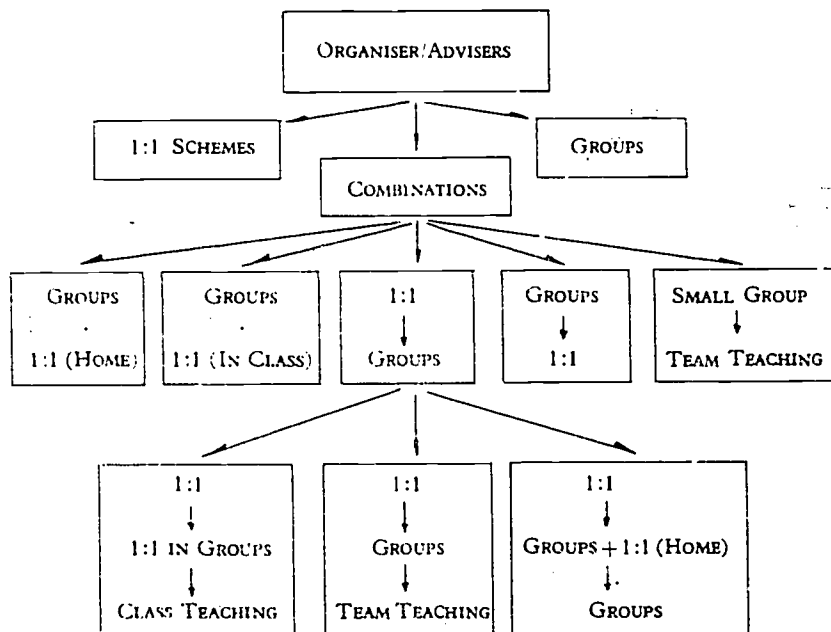 ORGANISER/ADVISERS
1:1 SCHEMES
GROUPS
COMBINATIONS
GROUPS
1:1 (HOME)
GROUPS
1:1 (IN CLASS)
1:1
GROUPS
GROUPS
1:1
SMALL GROUP
TEAM TEACHING
1:1
1:1 IN GROUPS
CLASS TEACHING
1:1
GROUPS
TEAM TEACHING
1:1
GROUPS + 1:1 (HOME)
GROUPS